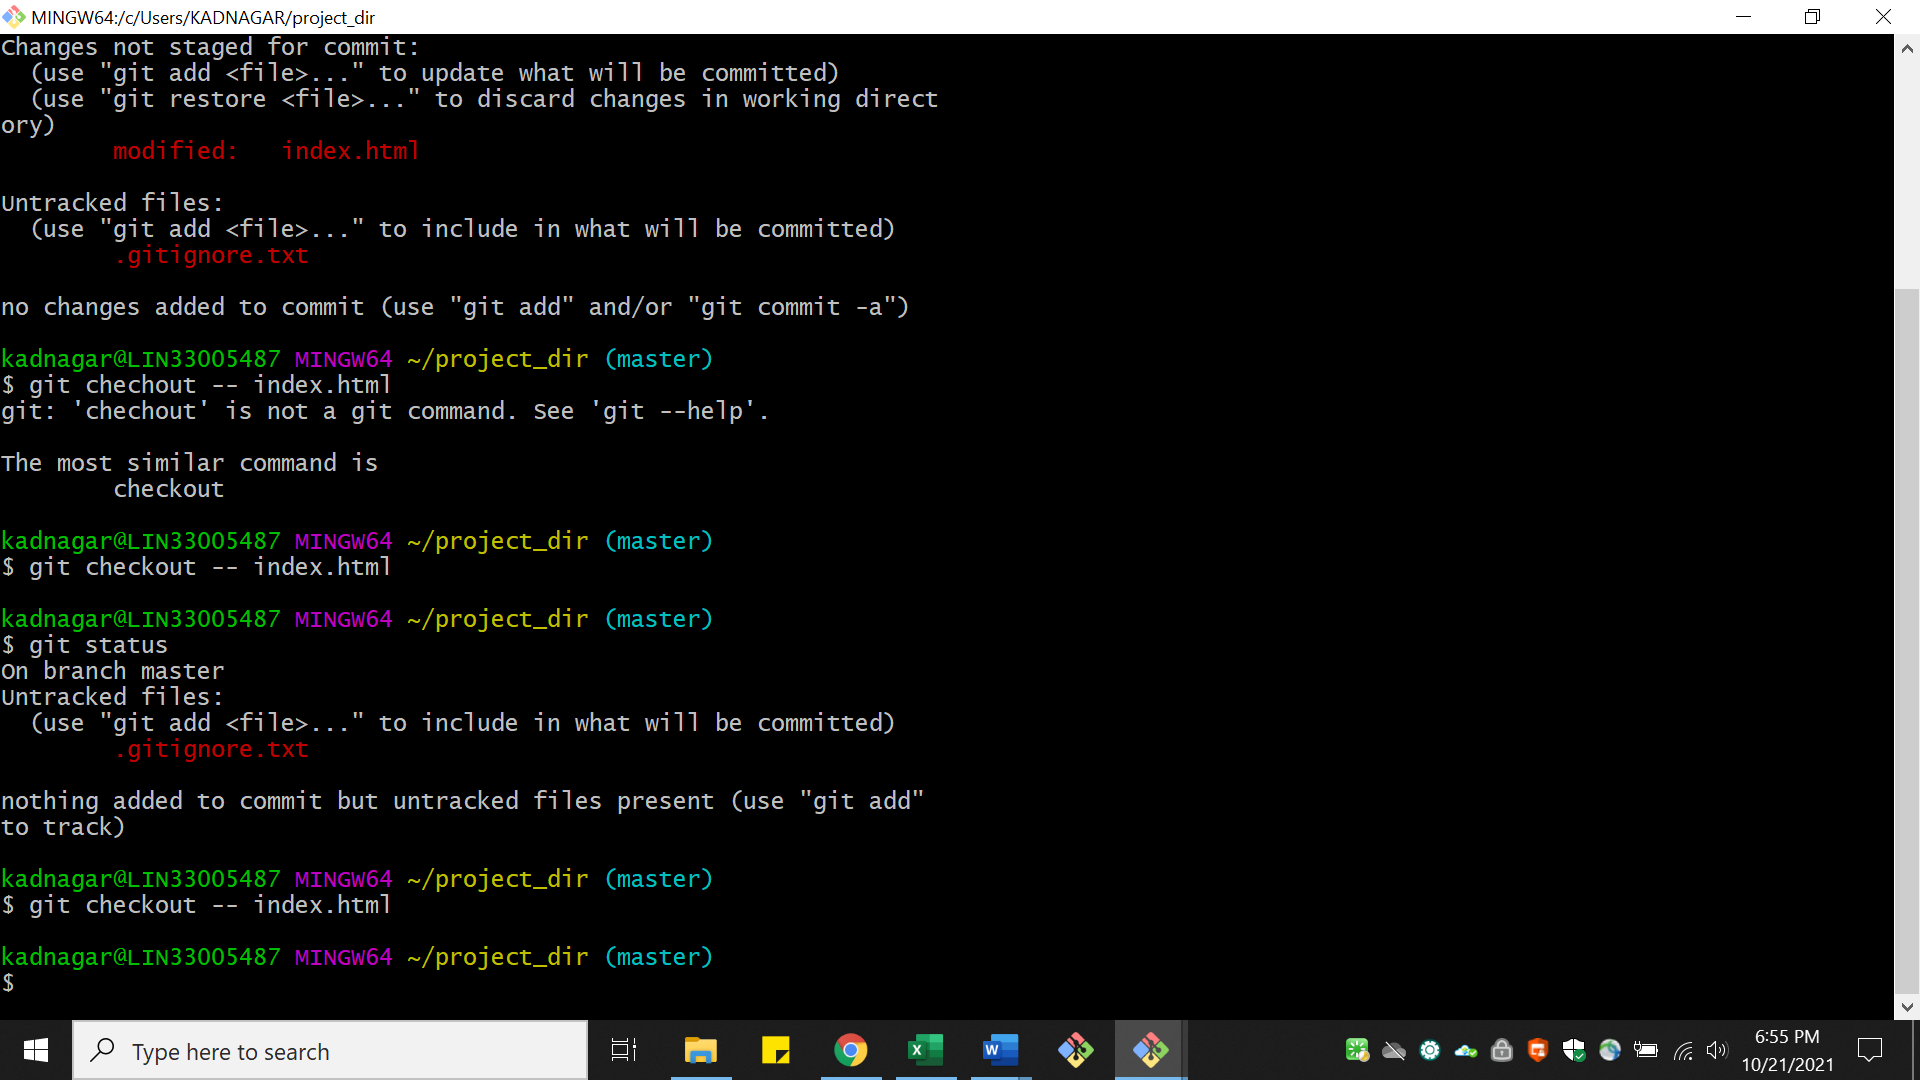 MINGW64:/c/Users/KADNAGAR/project_dir
Changes not staged for commit:
  (use "git add <file>..." to update what will be committed)
  (use "git restore <file>..." to discard changes in working direct
ory)
        modified:   index.html

Untracked files:
  (use "git add <file>..." to include in what will be committed)
        .gitignore.txt

no changes added to commit (use "git add" and/or "git commit -a")

kadnagar@LIN33005487 MINGW64 ~/project_dir (master)
$ git chechout -- index.html
git: 'chechout' is not a git command. See 'git --help'.

The most similar command is
        checkout

kadnagar@LIN33005487 MINGW64 ~/project_dir (master)
$ git checkout -- index.html

kadnagar@LIN33005487 MINGW64 ~/project_dir (master)
$ git status
On branch master
Untracked files:
  (use "git add <file>..." to include in what will be committed)
        .gitignore.txt

nothing added to commit but untracked files present (use "git add"
to track)

kadnagar@LIN33005487 MINGW64 ~/project_dir (master)
$ git checkout -- index.html

kadnagar@LIN33005487 MINGW64 ~/project_dir (master)
$
Type here to search
6:55 PM
10/21/2021